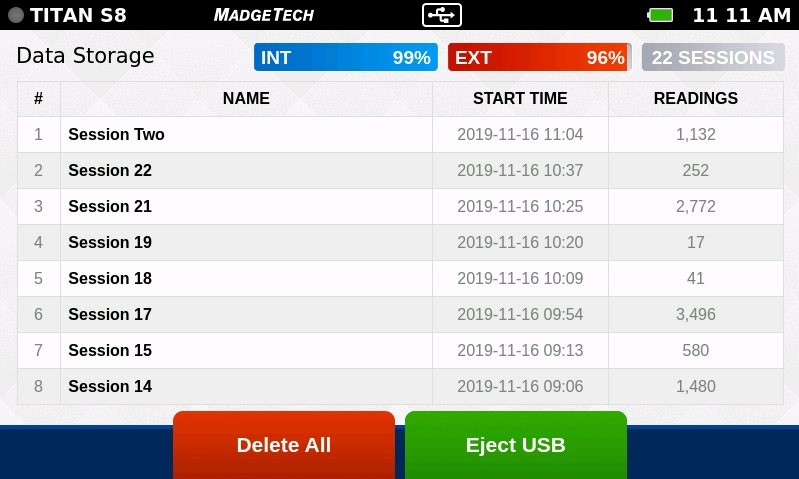 TITAN S8 MADGETECH 11 11 AM
Data Storage INT 99% EXT 96% 22 SESSIONS
# NAME START TIME READINGS
1 Session Two 2019-11-16 11:04 1,132
2 Session 22 2019-11-16 10:37 252
3 Session 21 2019-11-16 10:25 2,772
4 Session 19 2019-11-16 10:20 17
5 Session 18 2019-11-16 10:09 41
6 Session 17 2019-11-16 09:54 3,496
7 Session 15 2019-11-16 09:13 580
8 Session 14 2019-11-16 09:06 1,480
Delete All Eject USB